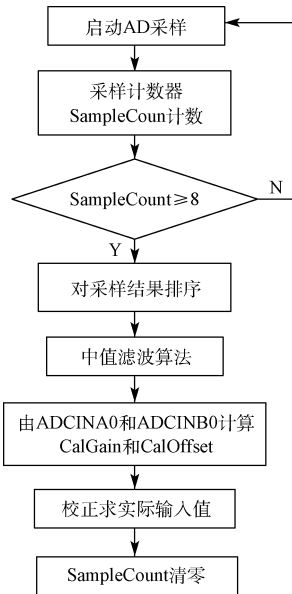 启动AD采样
采样计数器
SampleCoun计数
SampleCount≥8
N
Y
对采样结果排序
中值滤波算法
由ADCINA0和ADCINB0计算
CalGain和CalOffset
校正求实际输入值
SampleCount清零